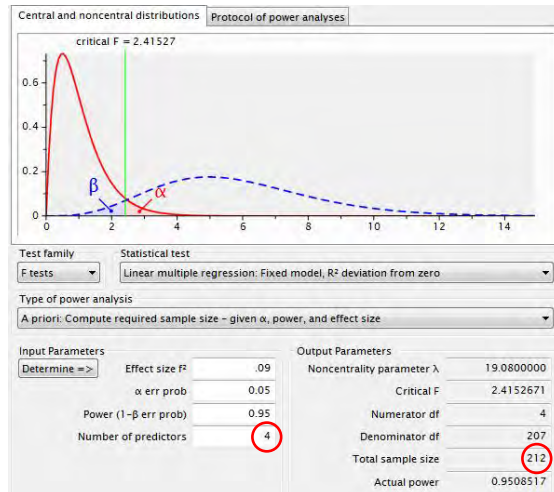 Central and noncentral distributions Protocol of power analyses
critical F = 2.41527
0.6
0.4
0.2
0
β α
0 2 4 6 8 10 12 14
Test family Statistical test
F tests Linear multiple regression: Fixed model, R² deviation from zero
Type of power analysis
A priori: Compute required sample size – given α, power, and effect size
Input Parameters Output Parameters
Determine => Effect size f² .09 Noncentrality parameter λ 19.0800000
α err prob 0.05 Critical F 2.4152671
Power (1-β err prob) 0.95 Numerator df 4
Number of predictors 4 Denominator df 207
Total sample size 212
Actual power 0.9508517